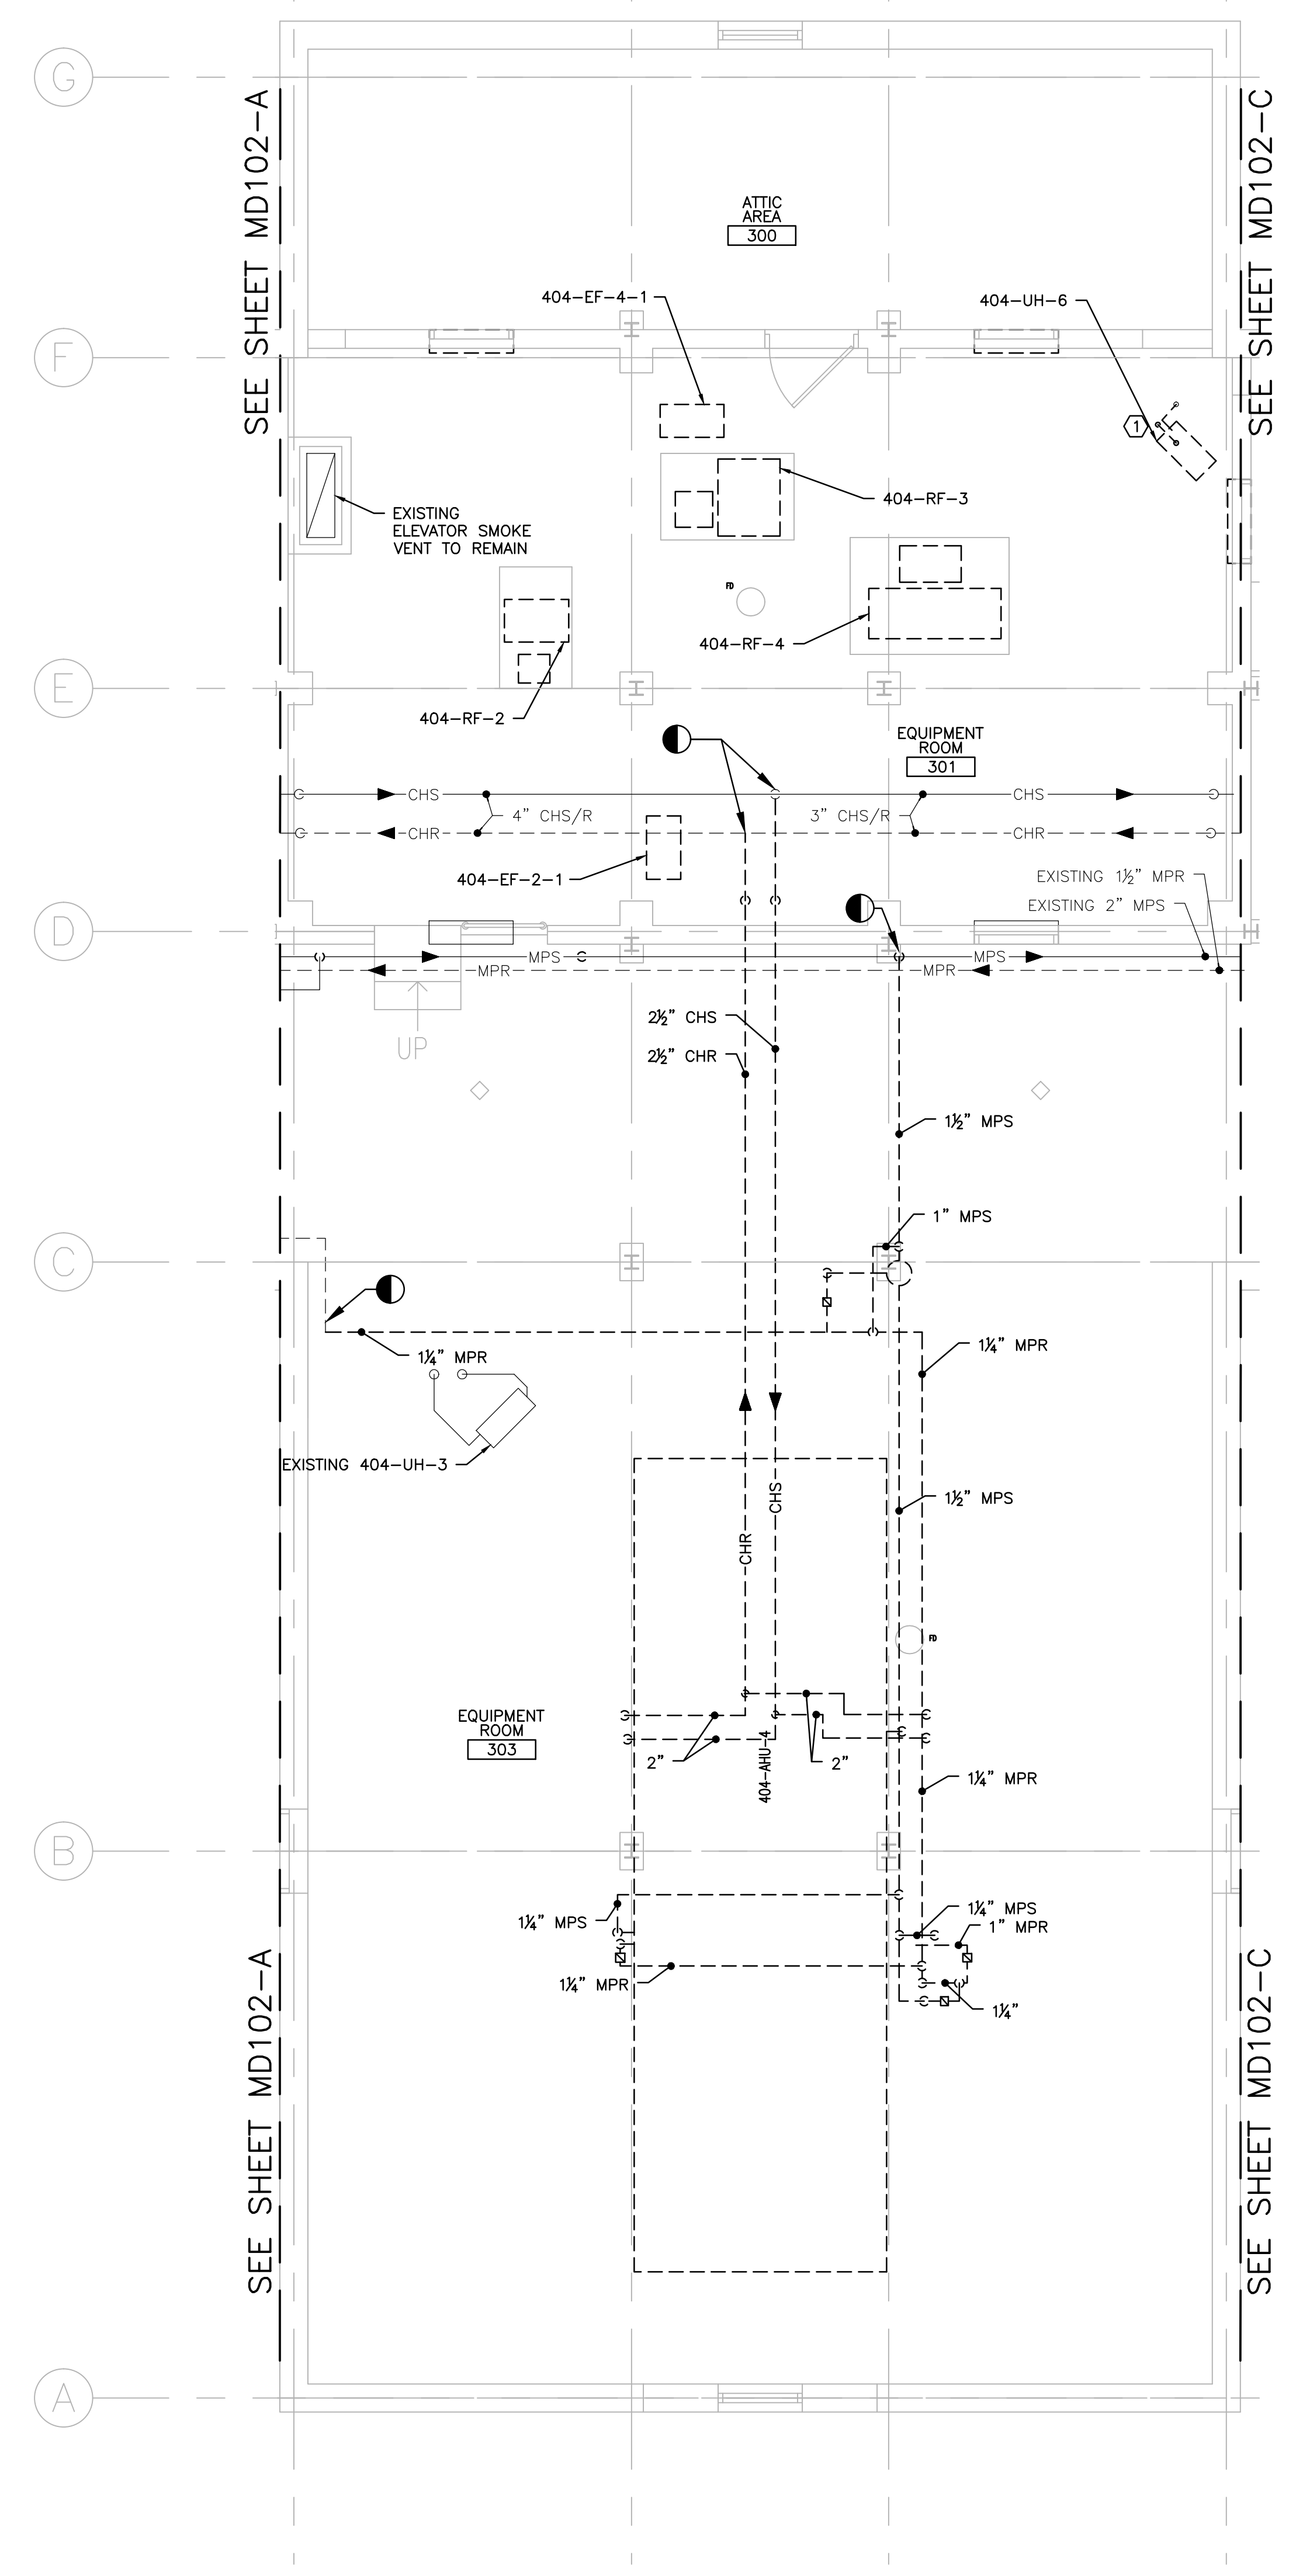 G
SEE SHEET MD102-A
SEE SHEET MD102-C
ATTIC
AREA
300
404-EF-4-1
404-UH-6
F
1
404-RF-3
EXISTING
ELEVATOR SMOKE
VENT TO REMAIN
FD
404-RF-4
E
404-RF-2
EQUIPMENT
ROOM
301
CHS
CHS
4" CHS/R
3" CHS/R
CHR
CHR
404-EF-2-1
EXISTING 1½" MPR
EXISTING 2" MPS
D
MPS
MPS
MPR
MPR
2½" CHS
UP
2½" CHR
1½" MPS
1" MPS
C
1¼" MPR
1¼" MPR
EXISTING 404-UH-3
CHS
1½" MPS
CHR
FD
EQUIPMENT
ROOM
303
2"
404-AHU-4
2"
1¼" MPR
B
1¼" MPS
1¼" MPS
1" MPR
1¼" MPR
1¼"
SEE SHEET MD102-A
SEE SHEET MD102-C
A